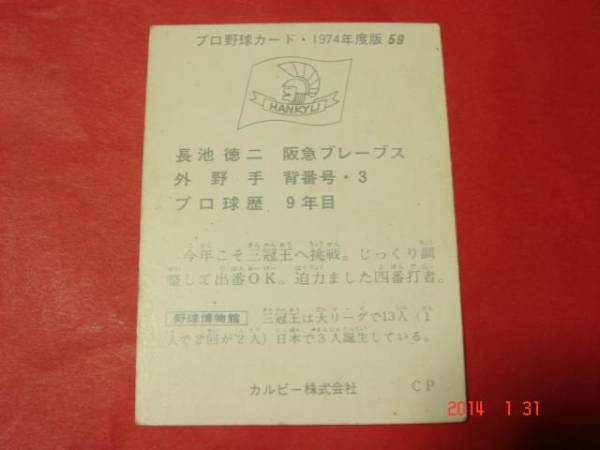 プロ野球カード・1974年度版 59
HANKYU
長池徳二 阪急ブレーブス
外野手 背番号・3
プロ球歴 9年目
今年こそ三冠王へ挑戦。じっくり調
整して出番OK。迫力ました四番打者。
野球博物館 三冠王は大リーグで13人(1
人で2回が2人)日本で3人誕生している。
カルビー株式会社 CP
2014 1 31